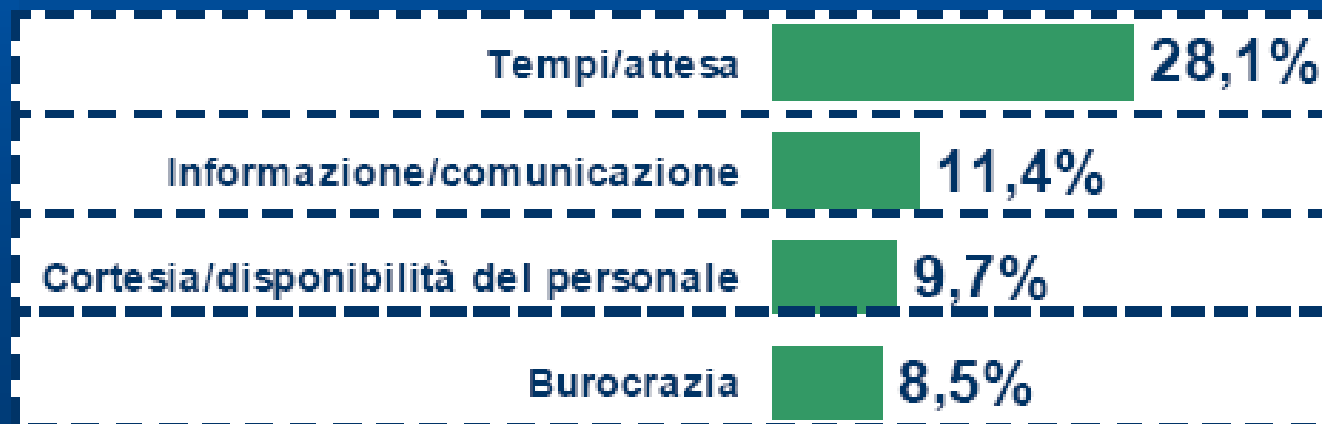 Tempi/attesa 28,1%
Informazione/comunicazione 11,4%
Cortesia/disponibilità del personale 9,7%
Burocrazia 8,5%